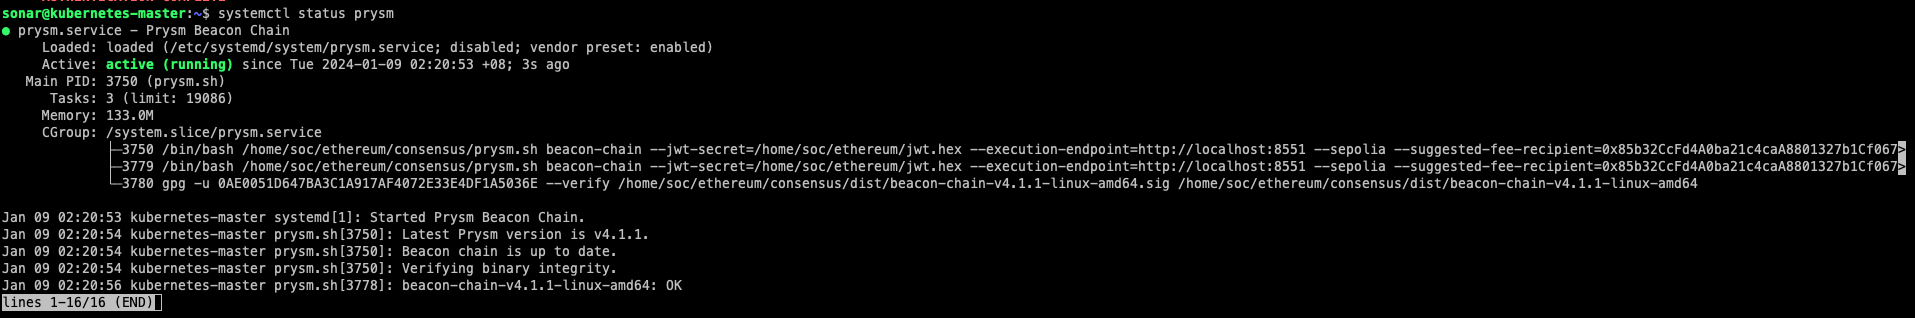 sonar@kubernetes-master:~$ systemctl status prysm
● prysm.service - Prysm Beacon Chain
     Loaded: loaded (/etc/systemd/system/prysm.service; disabled; vendor preset: enabled)
     Active: active (running) since Tue 2024-01-09 02:20:53 +08; 3s ago
   Main PID: 3750 (prysm.sh)
      Tasks: 3 (limit: 19086)
     Memory: 133.0M
     CGroup: /system.slice/prysm.service
             ├─3750 /bin/bash /home/soc/ethereum/consensus/prysm.sh beacon-chain --jwt-secret=/home/soc/ethereum/jwt.hex --execution-endpoint=http://localhost:8551 --sepolia --suggested-fee-recipient=0x85b32CcFd4A0ba21c4caA8801327b1Cf067>
             ├─3779 /bin/bash /home/soc/ethereum/consensus/prysm.sh beacon-chain --jwt-secret=/home/soc/ethereum/jwt.hex --execution-endpoint=http://localhost:8551 --sepolia --suggested-fee-recipient=0x85b32CcFd4A0ba21c4caA8801327b1Cf067>
             └─3780 gpg -u 0AE0051D647BA3C1A917AF4072E33E4DF1A5036E --verify /home/soc/ethereum/consensus/dist/beacon-chain-v4.1.1-linux-amd64.sig /home/soc/ethereum/consensus/dist/beacon-chain-v4.1.1-linux-amd64

Jan 09 02:20:53 kubernetes-master systemd[1]: Started Prysm Beacon Chain.
Jan 09 02:20:54 kubernetes-master prysm.sh[3750]: Latest Prysm version is v4.1.1.
Jan 09 02:20:54 kubernetes-master prysm.sh[3750]: Beacon chain is up to date.
Jan 09 02:20:54 kubernetes-master prysm.sh[3750]: Verifying binary integrity.
Jan 09 02:20:56 kubernetes-master prysm.sh[3778]: beacon-chain-v4.1.1-linux-amd64: OK
lines 1-16/16 (END)